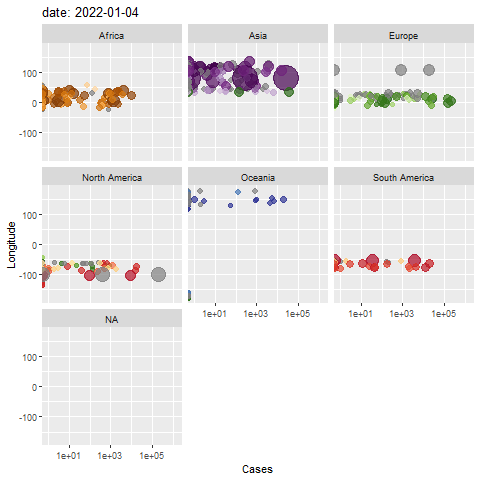 date: 2022-01-04
Africa
Asia
Europe
100
0
-100
North America
Oceania
South America
100
0
-100
Longitude
NA
1e+01 1e+03 1e+05
1e+01 1e+03 1e+05
100
0
-100
1e+01 1e+03 1e+05
Cases